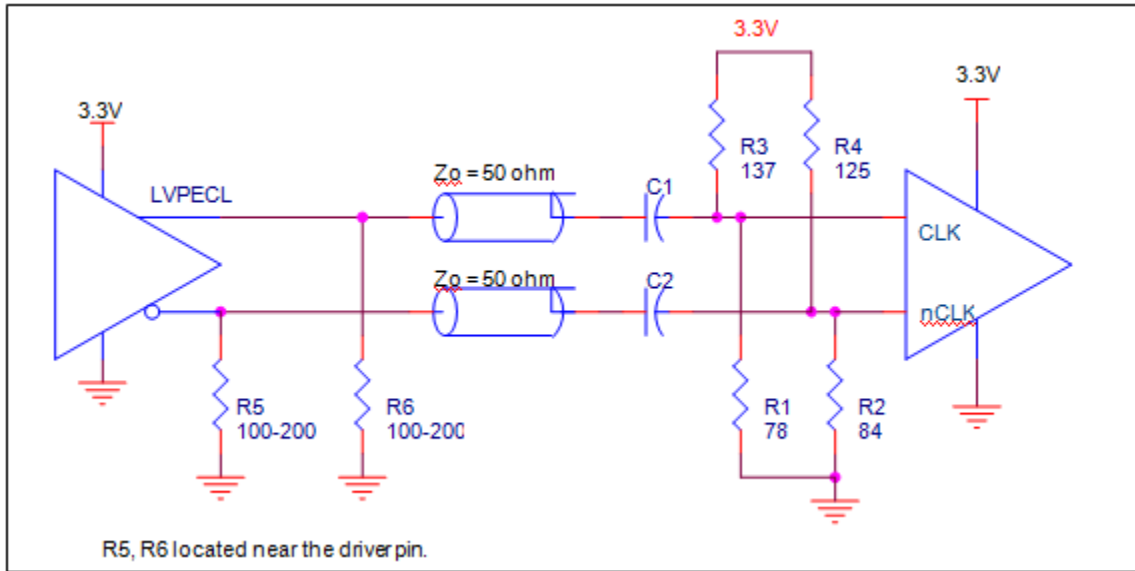 3.3V
3.3V
3.3V
LVPECL
Zo = 50 ohm
C1
R3
137
R4
125
CLK
Zo = 50 ohm
C2
nCLK
R5
100-200
R6
100-200
R1
78
R2
84
R5, R6 located near the driver pin.